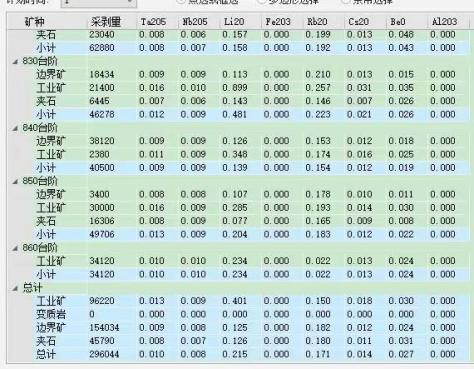 矿种 采剥量 Ta205 Nb205 Li20 Fe203 Rb20 Cs20 Be0 Al203
夹石 23040 0.008 0.006 0.157 0.000 0.199 0.013 0.048 0.000
小计 62880 0.008 0.007 0.158 0.000 0.192 0.013 0.043 0.000
830台阶
边界矿 18434 0.009 0.009 0.113 0.000 0.210 0.013 0.015 0.000
工业矿 21400 0.016 0.010 0.899 0.000 0.257 0.031 0.035 0.000
夹石 6445 0.007 0.006 0.143 0.000 0.146 0.007 0.026 0.000
小计 46278 0.012 0.009 0.481 0.000 0.223 0.021 0.026 0.000
840台阶
边界矿 38120 0.009 0.009 0.126 0.000 0.153 0.012 0.018 0.000
工业矿 2380 0.011 0.009 0.348 0.000 0.174 0.016 0.025 0.000
小计 40500 0.009 0.009 0.139 0.000 0.154 0.012 0.019 0.000
850台阶
边界矿 3400 0.008 0.008 0.107 0.000 0.178 0.010 0.011 0.000
工业矿 30000 0.016 0.009 0.285 0.000 0.193 0.014 0.030 0.000
夹石 16306 0.008 0.008 0.077 0.000 0.165 0.009 0.008 0.000
小计 49706 0.013 0.009 0.204 0.000 0.183 0.012 0.022 0.000
860台阶
工业矿 34120 0.010 0.010 0.234 0.000 0.022 0.013 0.024 0.000
小计 34120 0.010 0.010 0.234 0.000 0.022 0.013 0.024 0.000
总计
工业矿 96220 0.013 0.009 0.401 0.000 0.150 0.018 0.030 0.000
变质岩 0 0.000 0.000 0.000 0.000 0.000 0.000 0.000 0.000
边界矿 154034 0.009 0.008 0.125 0.000 0.182 0.012 0.024 0.000
夹石 45790 0.008 0.007 0.126 0.000 0.180 0.011 0.031 0.000
总计 296044 0.010 0.008 0.215 0.000 0.171 0.014 0.027 0.000